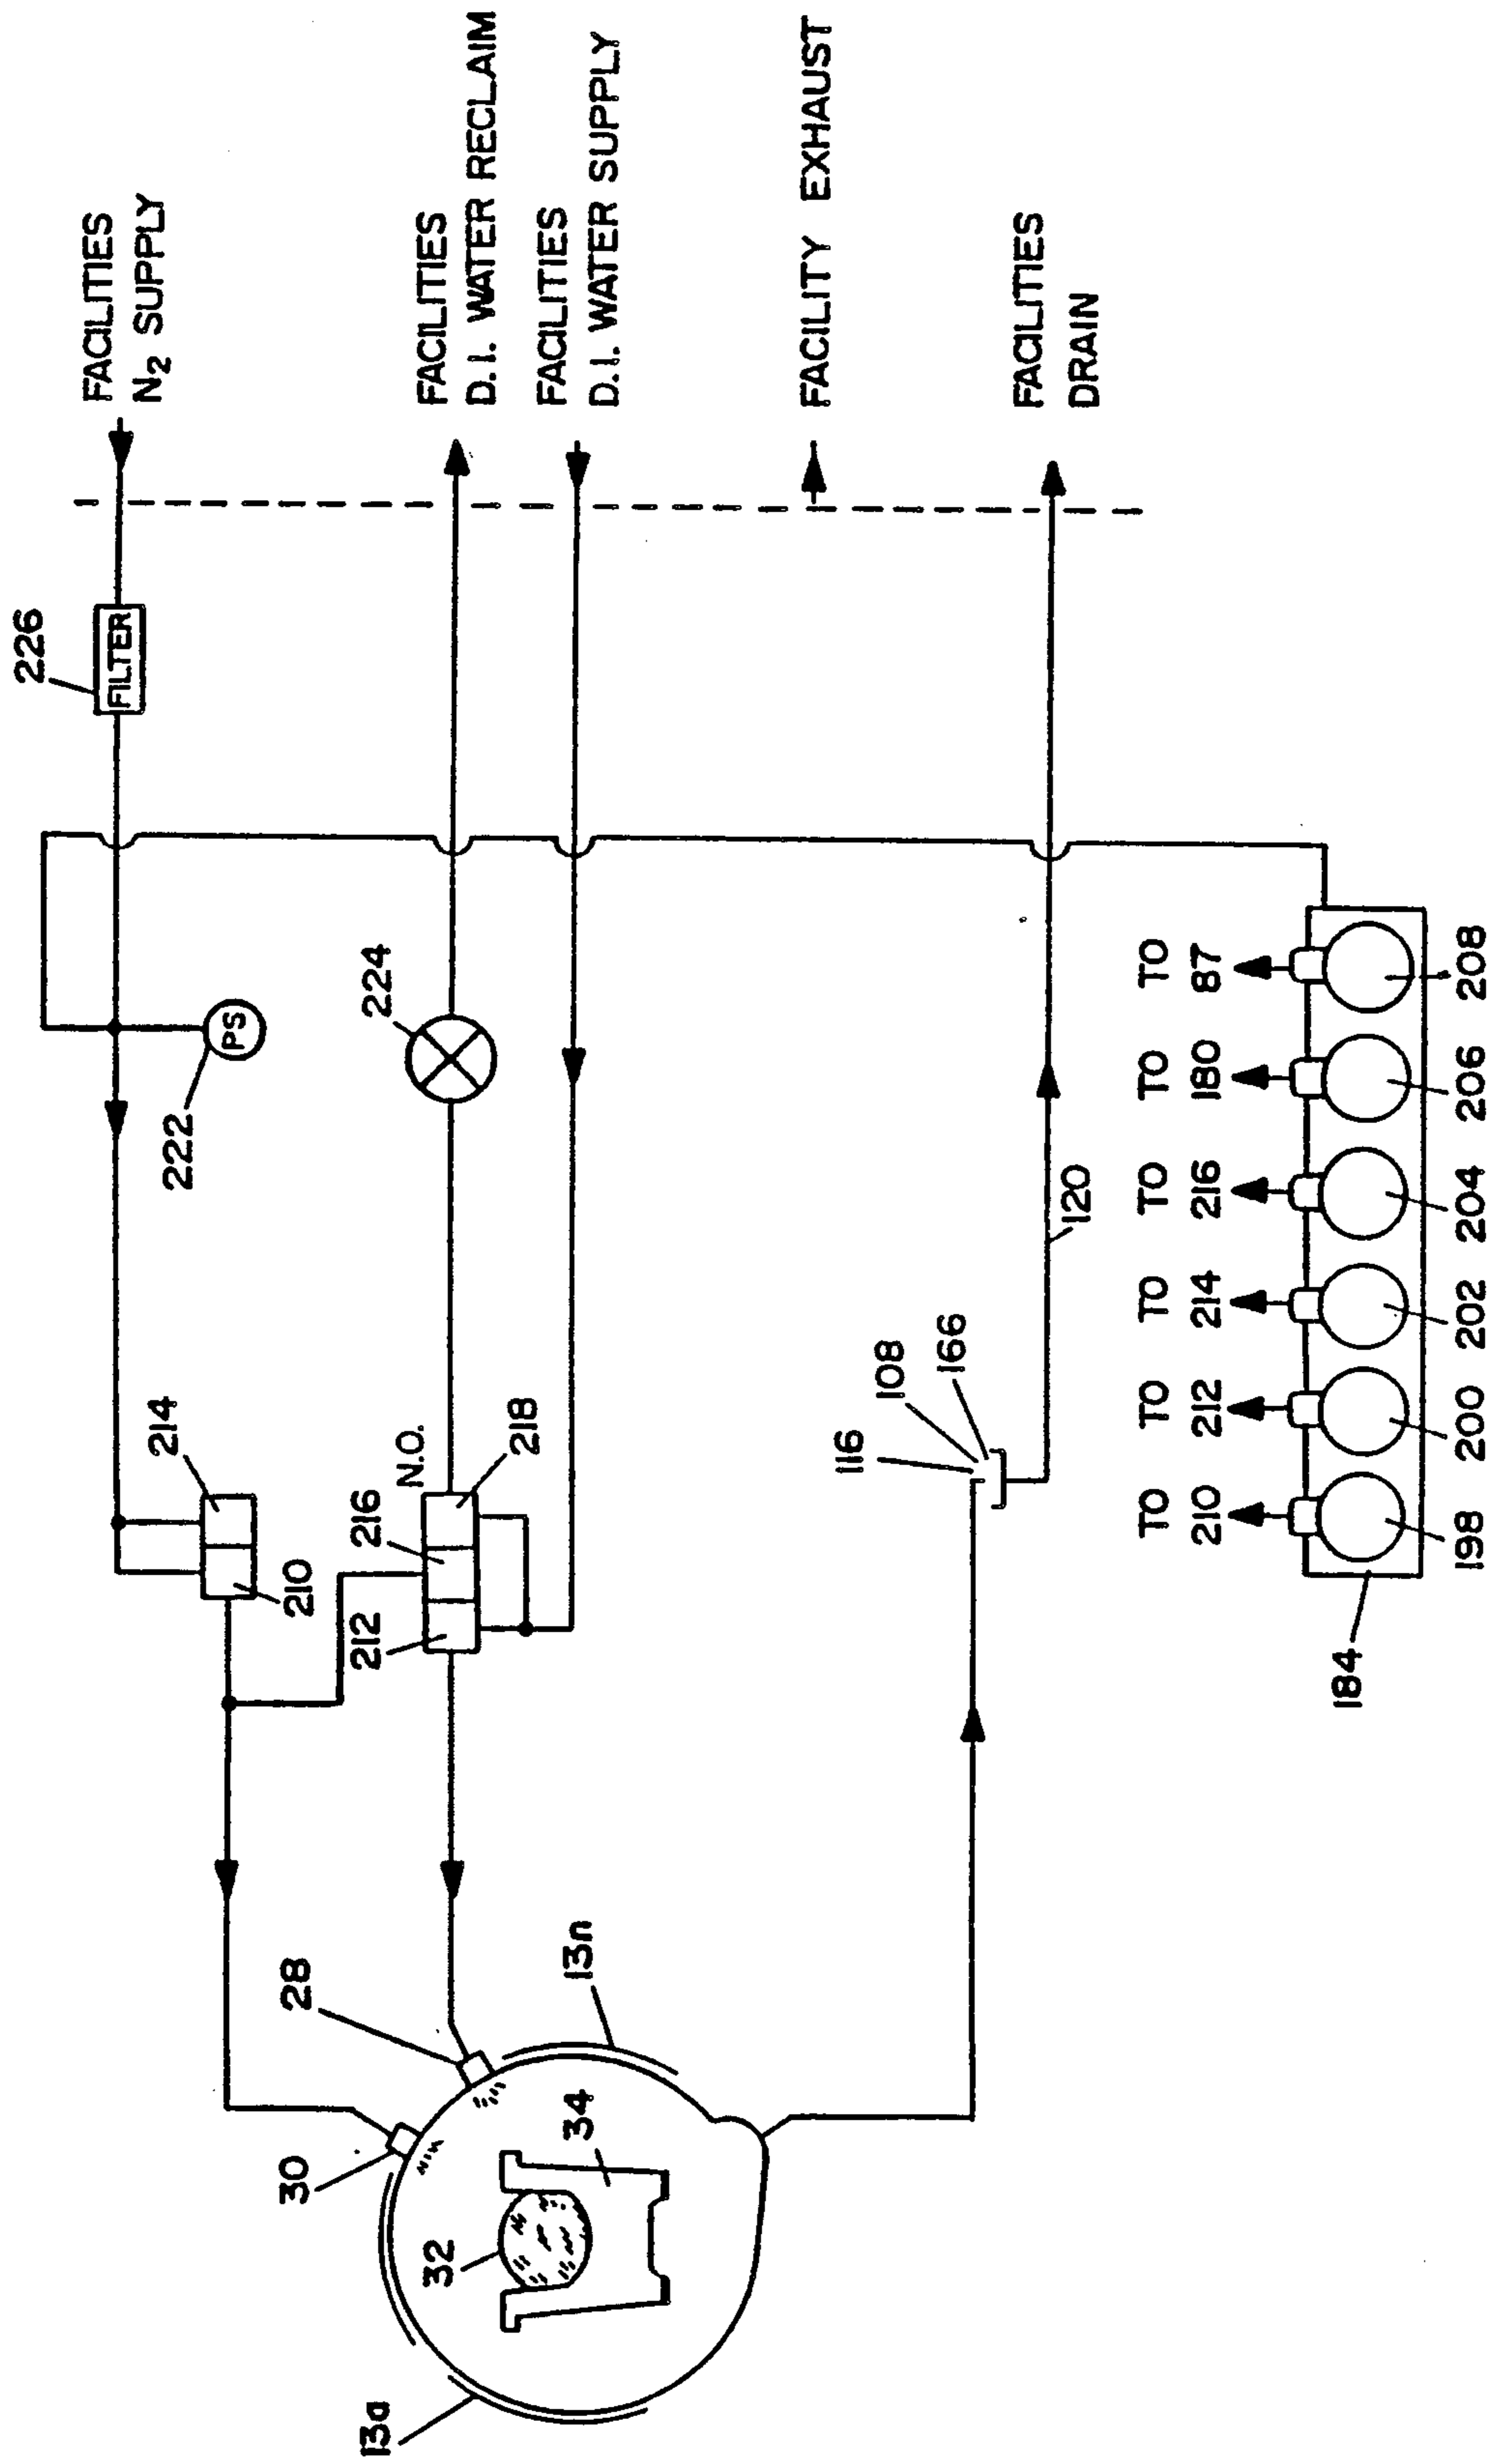 FACILITIES
N2 SUPPLY
226
FILTER
FACILITIES
D.I. WATER RECLAIM
FACILITIES
D.I. WATER SUPPLY
FACILITY EXHAUST
FACILITIES
DRAIN
PS
222
224
214
210
N.O.
216
218
212
28
30
13n
32
34
13a
116
108
166
120
TO
210
TO
212
TO
214
TO
216
TO
180
TO
87
184
198
200
202
204
206
208